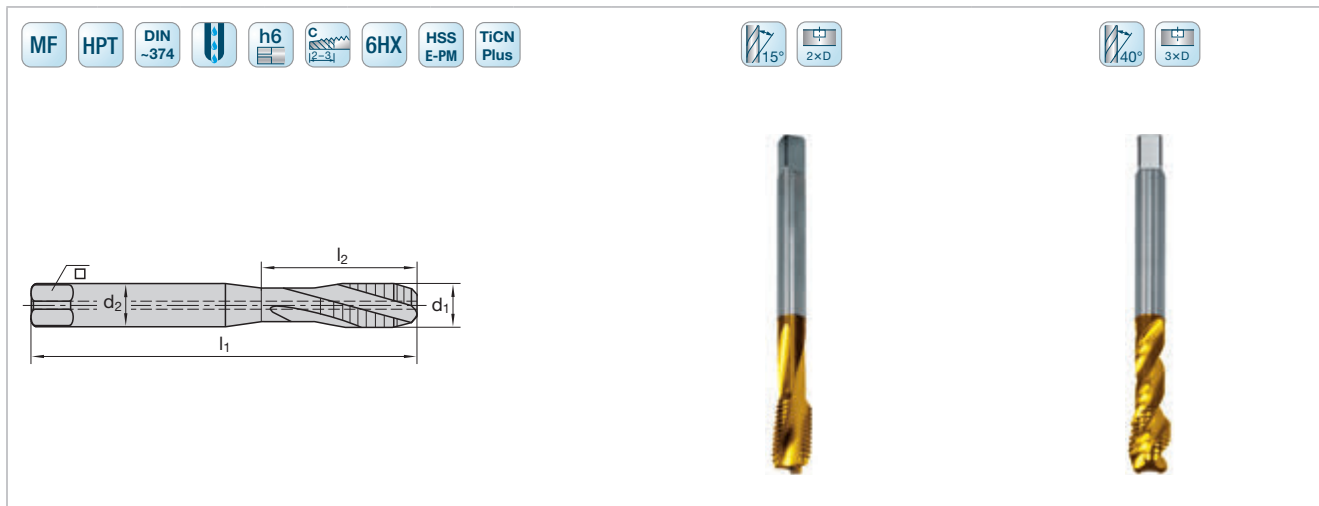 MF
HPT
DIN
~374
h6
C
2–3
6HX
HSS
E-PM
TiCN
Plus
15°
2×D
40°
3×D
l2
d2
d1
l1